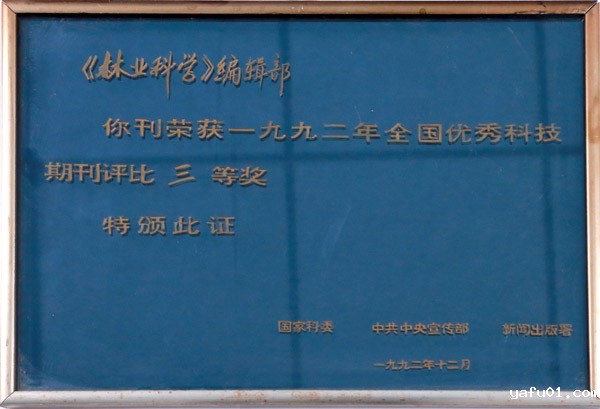 《林业科学》编辑部
你刊荣获一九九二年全国优秀科技
期刊评比 三 等奖
特颁此证
国家科委 中共中央宣传部 新闻出版署
一九九二年十二月
yafu01.com